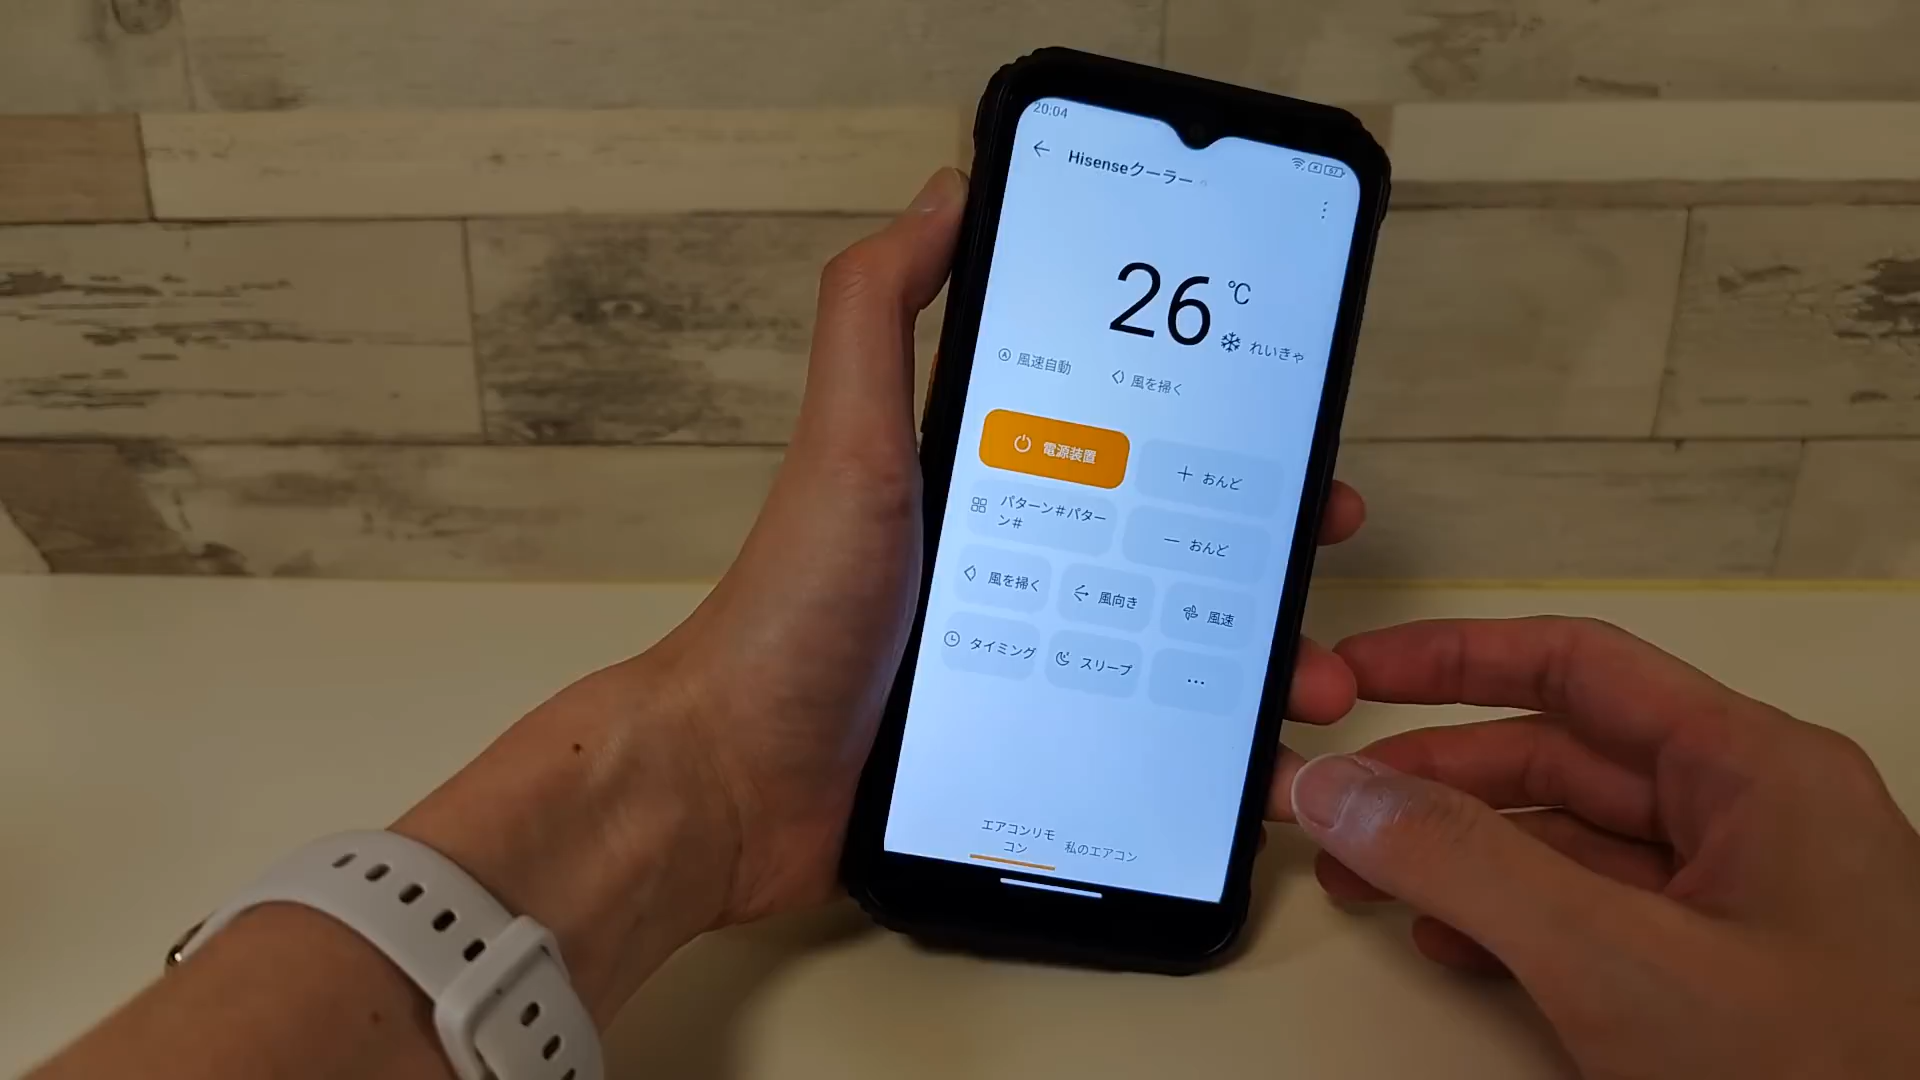 20:04
67
Hisenseクーラー
26 ℃
れいきゃ
風速自動
風を掃く
電源装置
+ おんど
パターン#パター
ン#
− おんど
風を掃く
風向き
風速
タイミング
スリープ
...
エアコンリモ
コン
私のエアコン